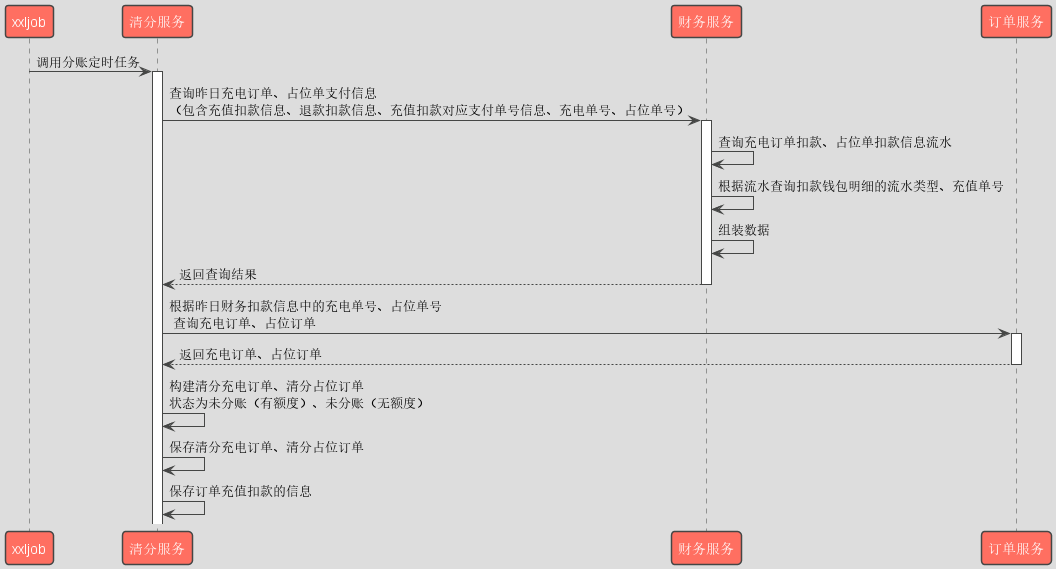 xxljob
清分服务
财务服务
订单服务
调用分账定时任务
查询昨日充电订单、占位单支付信息
（包含充值扣款信息、退款扣款信息、充值扣款对应支付单号信息、充电单号、占位单号）
查询充电订单扣款、占位单扣款信息流水
根据流水查询扣款钱包明细的流水类型、充值单号
组装数据
返回查询结果
根据昨日财务扣款信息中的充电单号、占位单号
查询充电订单、占位订单
返回充电订单、占位订单
构建清分充电订单、清分占位订单
状态为未分账（有额度）、未分账（无额度）
保存清分充电订单、清分占位订单
保存订单充值扣款的信息
xxljob
清分服务
财务服务
订单服务